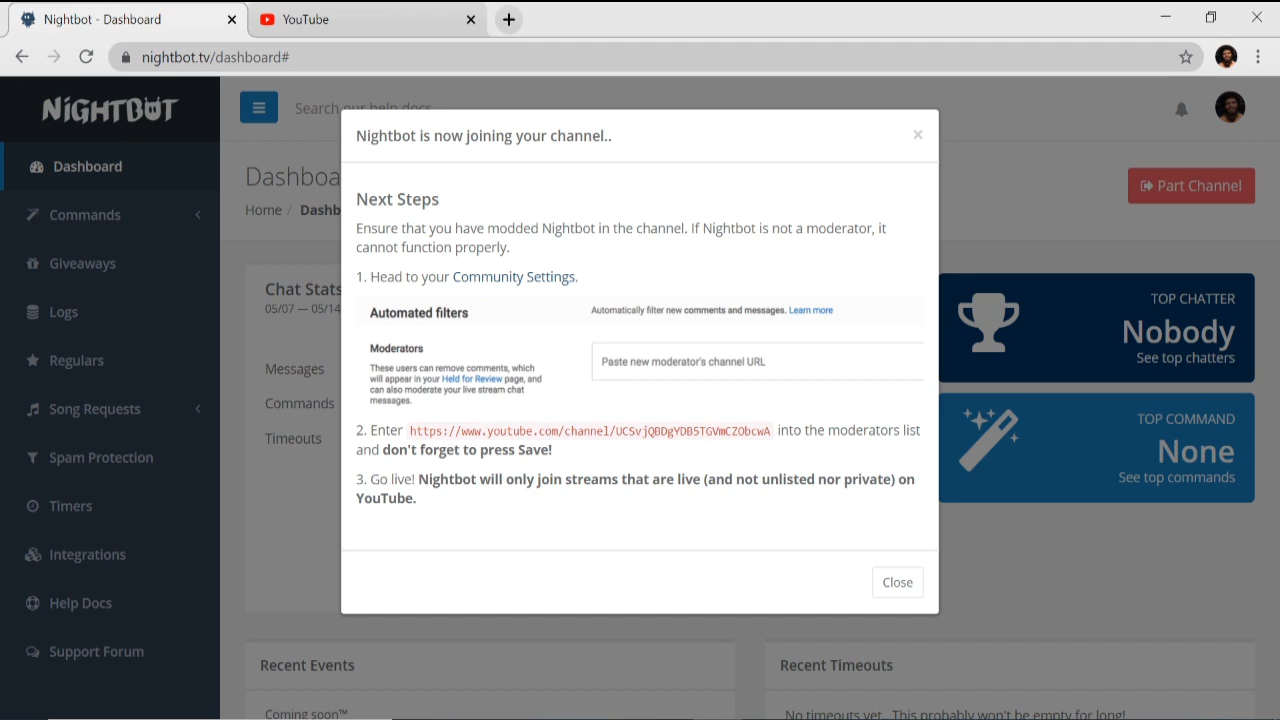 Nightbot - Dashboard
YouTube
nightbot.tv/dashboard#
NiGHTBOT
Dashboard
Commands
Giveaways
Logs
Regulars
Song Requests
Spam Protection
Timers
Integrations
Help Docs
Support Forum
Search our help docs
Dashboa
Home / Dashb
Part Channel
Chat Stats
05/07 — 05/14
Messages
Commands
Timeouts
Nightbot is now joining your channel..
Next Steps
Ensure that you have modded Nightbot in the channel. If Nightbot is not a moderator, it
cannot function properly.
1. Head to your Community Settings.
Automated filters
Automatically filter new comments and messages. Learn more
Moderators
These users can remove comments, which
will appear in your Held for Review page, and
can also moderate your live stream chat
messages.
Paste new moderator's channel URL
2. Enter https://www.youtube.com/channel/UCSvjQBDgYDB5TGVmCZObcwA into the moderators list
and don't forget to press Save!
3. Go live! Nightbot will only join streams that are live (and not unlisted nor private) on
YouTube.
Close
TOP CHATTER
Nobody
See top chatters
TOP COMMAND
None
See top commands
Recent Events
Coming soon™
Recent Timeouts
No timeouts yet.. This probably won't be empty for long!